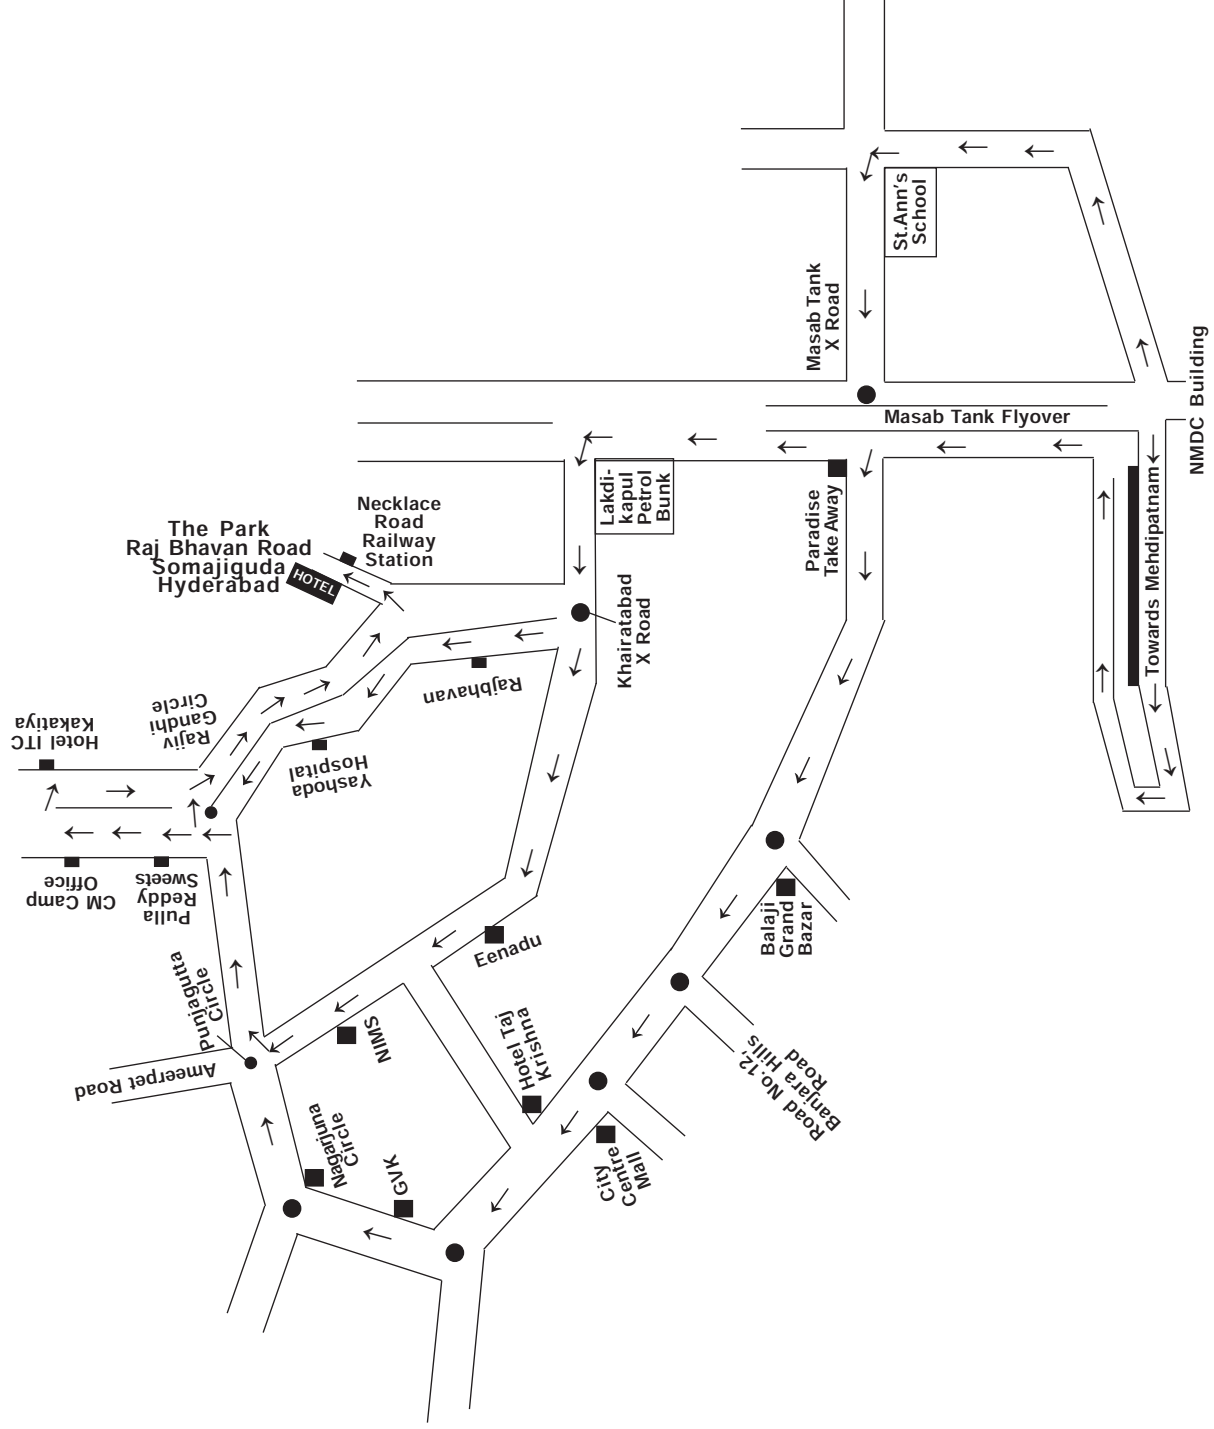 St.Ann's
School
Masab Tank
X Road
NMDC Building
Masab Tank Flyover
Lakdi-
kapul
Petrol
Bunk
Paradise
Take Away
Towards Mehdipatnam
Necklace
Road
Railway
Station
The Park
Raj Bhavan Road
Somajiguda
Hyderabad
HOTEL
Khairatabad
X Road
Rajbhavan
Rajiv
Gandhi
Circle
Hotel ITC
Kakatiya
Yashoda
Hospital
CM Camp
Office
Pulla
Reddy
Sweets
Balaji
Grand
Bazar
Eenadu
Punjagutta
Circle
NIMS
Hotel Taj
Krishna
Road No.12,
Banjara Hills
Road
Ameerpet Road
Nagarjuna
Circle
GVK
City
Centre
Mall